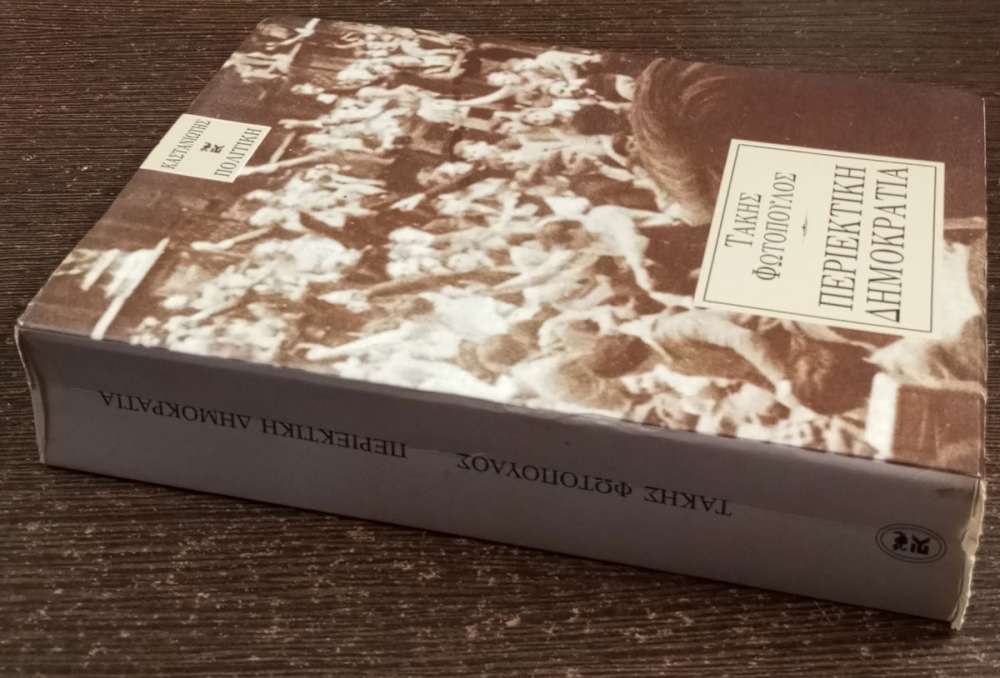 ΤΑΚΗΣ
ΦΩΤΟΠΟΥΛΟΣ
ΠΕΡΙΕΚΤΙΚΗ
ΔΗΜΟΚΡΑΤΙΑ
ΚΑΣΤΑΝΙΩΤΗΣ
ΠΟΛΙΤΙΚΗ
ΤΑΚΗΣ ΦΩΤΟΠΟΥΛΟΣ ΠΕΡΙΕΚΤΙΚΗ ΔΗΜΟΚΡΑΤΙΑ